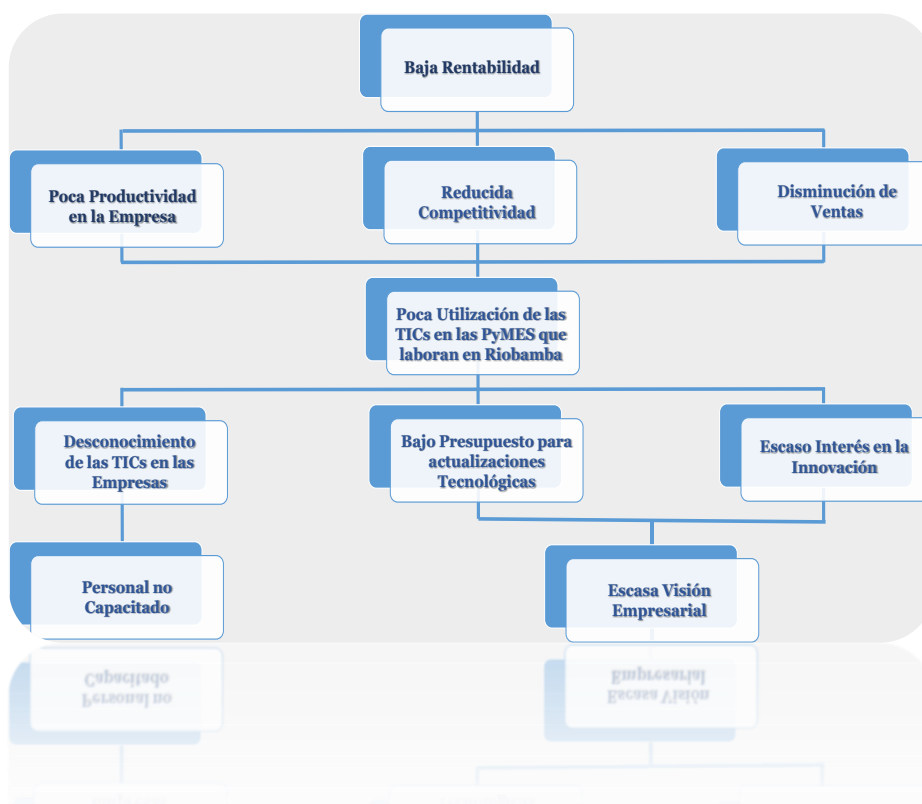 Baja Rentabilidad
Poca Productividad
en la Empresa
Reducida
Competitividad
Disminución de
Ventas
Poca Utilización de las
TICs en las PyMES que
laboran en Riobamba
Desconocimiento
de las TICs en las
Empresas
Bajo Presupuesto para
actualizaciones
Tecnológicas
Escaso Interés en la
Innovación
Personal no
Capacitado
Escasa Visión
Empresarial